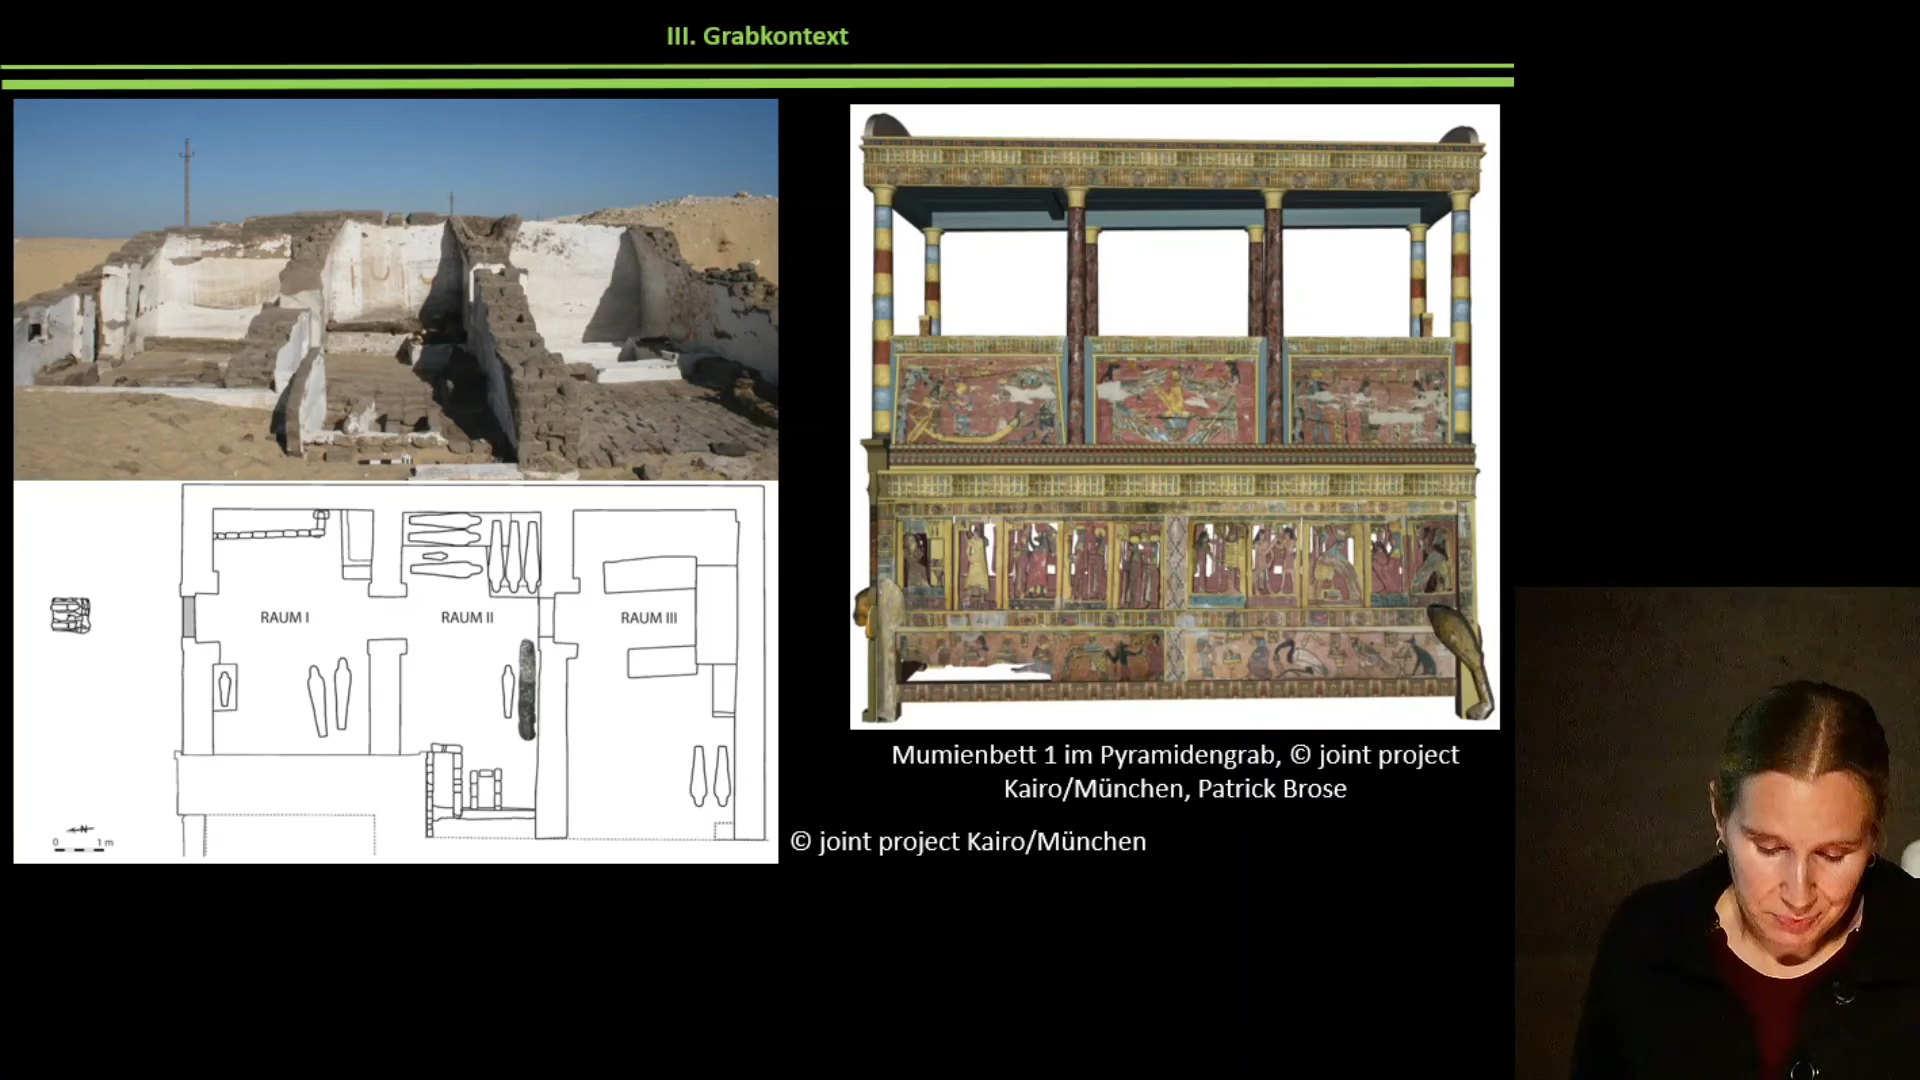 III. Grabkontext
RAUM I
RAUM II
RAUM III
N
0 1 m
Mumienbett 1 im Pyramidengrab, © joint project
Kairo/München, Patrick Brose
© joint project Kairo/München